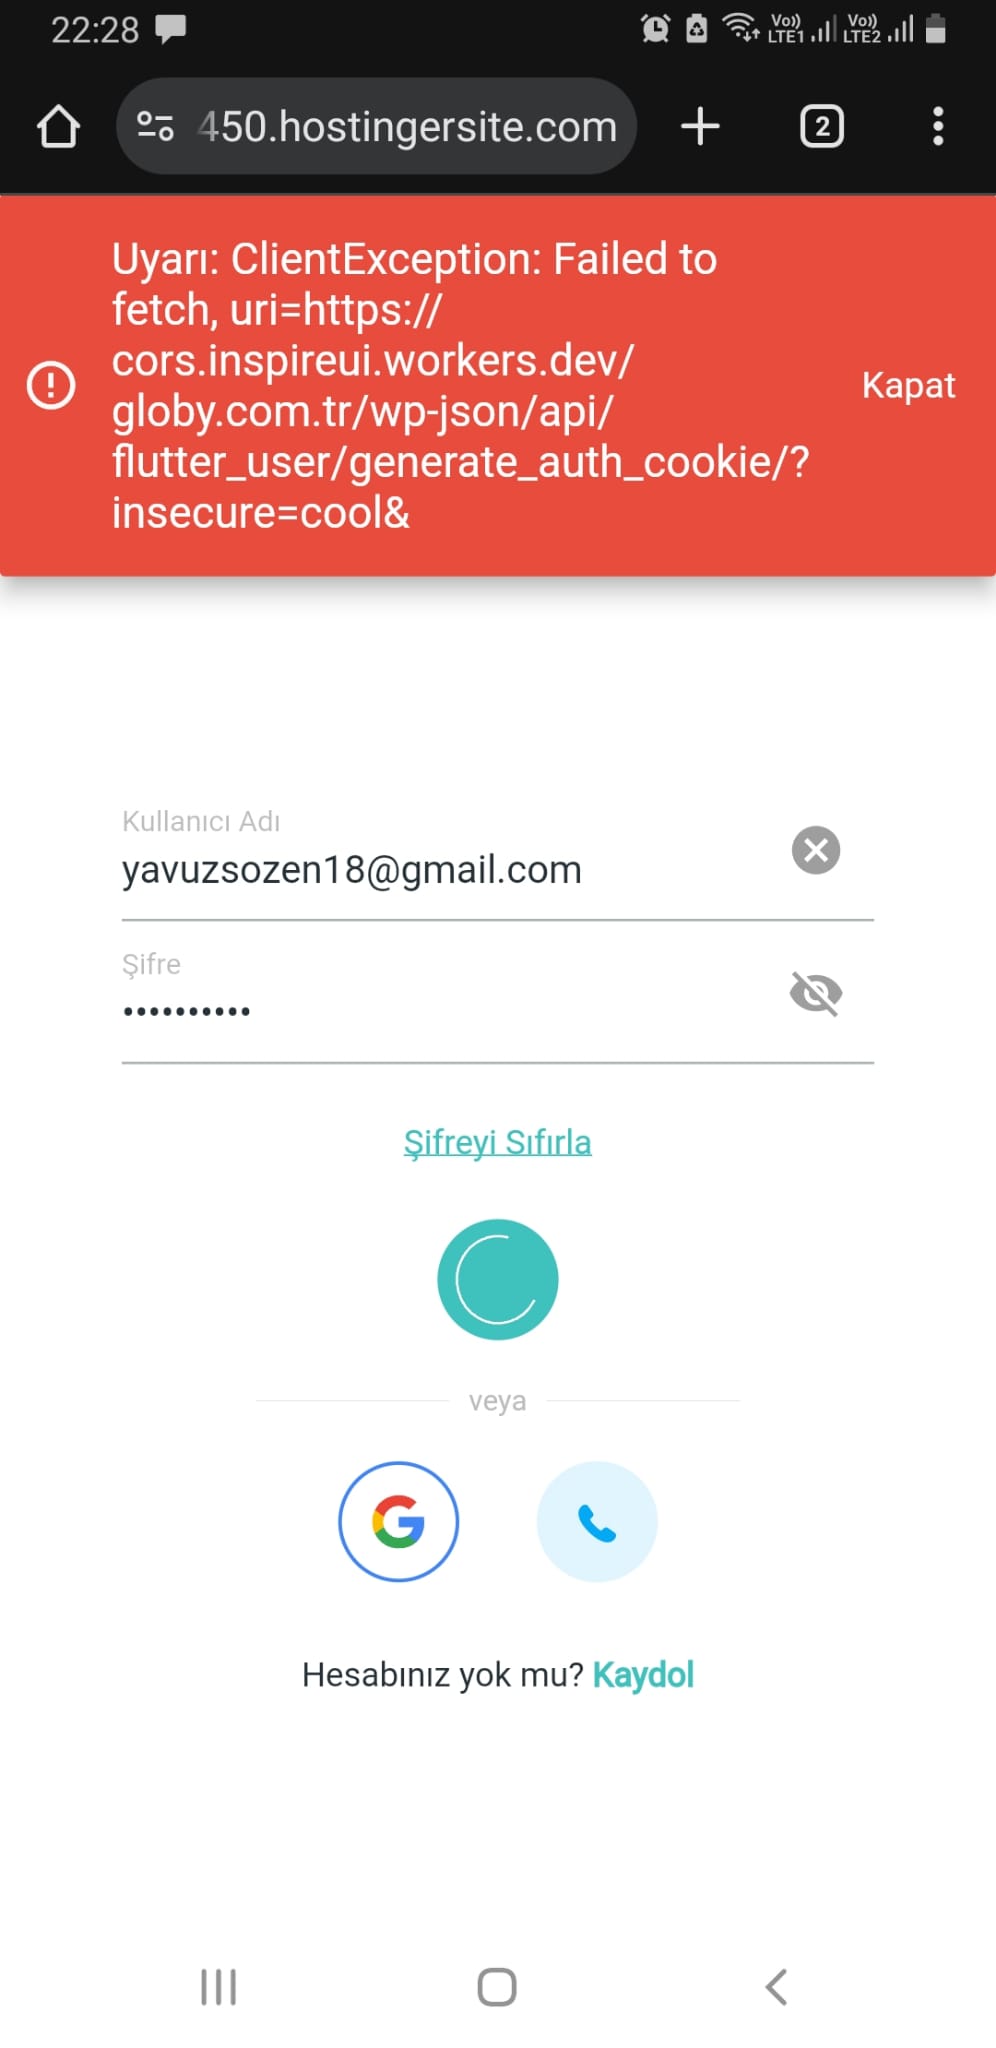 22:28
Vo)) LTE1 Vo)) LTE2
450.hostingersite.com
2
Uyarı: ClientException: Failed to
fetch, uri=https://
cors.inspireui.workers.dev/
globy.com.tr/wp-json/api/
flutter_user/generate_auth_cookie/?
insecure=cool&
Kapat
Kullanıcı Adı
yavuzsozen18@gmail.com
Şifre
••••••••••
Şifreyi Sıfırla
veya
Hesabınız yok mu? Kaydol